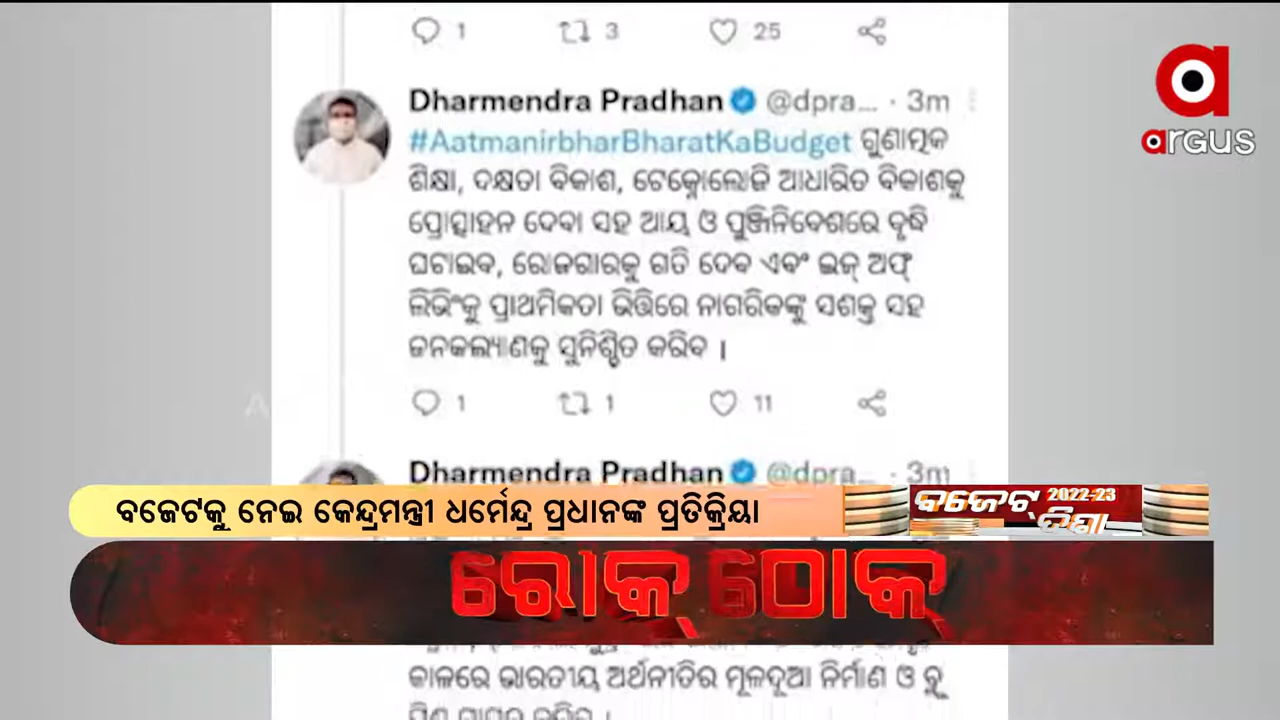 1 3 25
argus
Dharmendra Pradhan @dpra... · 3m
#AatmanirbharBharatKaBudget ଗୁଣାତ୍ମକ
ଶିକ୍ଷା, ଦକ୍ଷତା ବିକାଶ, ଟେକ୍ନୋଲୋଜି ଆଧାରିତ ବିକାଶକୁ
ପ୍ରୋତ୍ସାହନ ଦେବା ସହ ଆୟ ଓ ପୁଞ୍ଜିନିବେଶରେ ବୃଦ୍ଧି
ଘଟାଇବ, ରୋଜଗାରକୁ ଗତି ଦେବ ଏବଂ ଇଜ୍ ଅଫ୍
ଲିଭିଂକୁ ପ୍ରାଥମିକତା ଭିତ୍ତିରେ ନାଗରିକଙ୍କୁ ସଶକ୍ତ ସହ
ଜନକଲ୍ୟାଣକୁ ସୁନିଶ୍ଚିତ କରିବ ।
1 1 11
Dharmendra Pradhan @dpra... · 3m
ବଜେଟକୁ ନେଇ କେନ୍ଦ୍ରମନ୍ତ୍ରୀ ଧର୍ମେନ୍ଦ୍ର ପ୍ରଧାନଙ୍କ ପ୍ରତିକ୍ରିୟା
ବଜେଟ୍ 2022-23
ରୋକ୍ ଠୋକ୍
କାଳରେ ଭାରତୀୟ ଅର୍ଥନୀତିର ମୂଳଦୁଆ ନିର୍ମାଣ ଓ